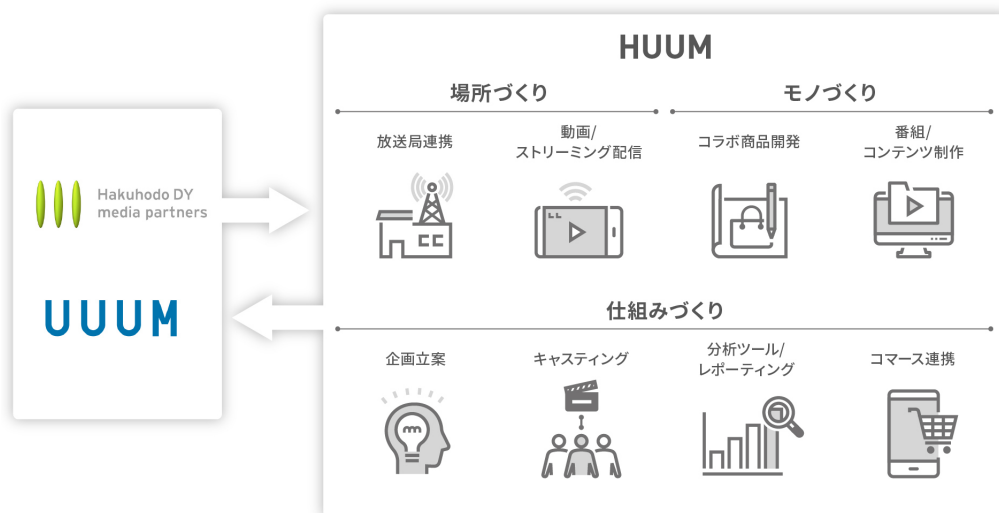 HUUM
場所づくり
モノづくり
放送局連携
動画/
ストリーミング配信
コラボ商品開発
番組/
コンテンツ制作
Hakuhodo DY
media partners
UUUM
仕組みづくり
企画立案
キャスティング
分析ツール/
レポーティング
コマース連携